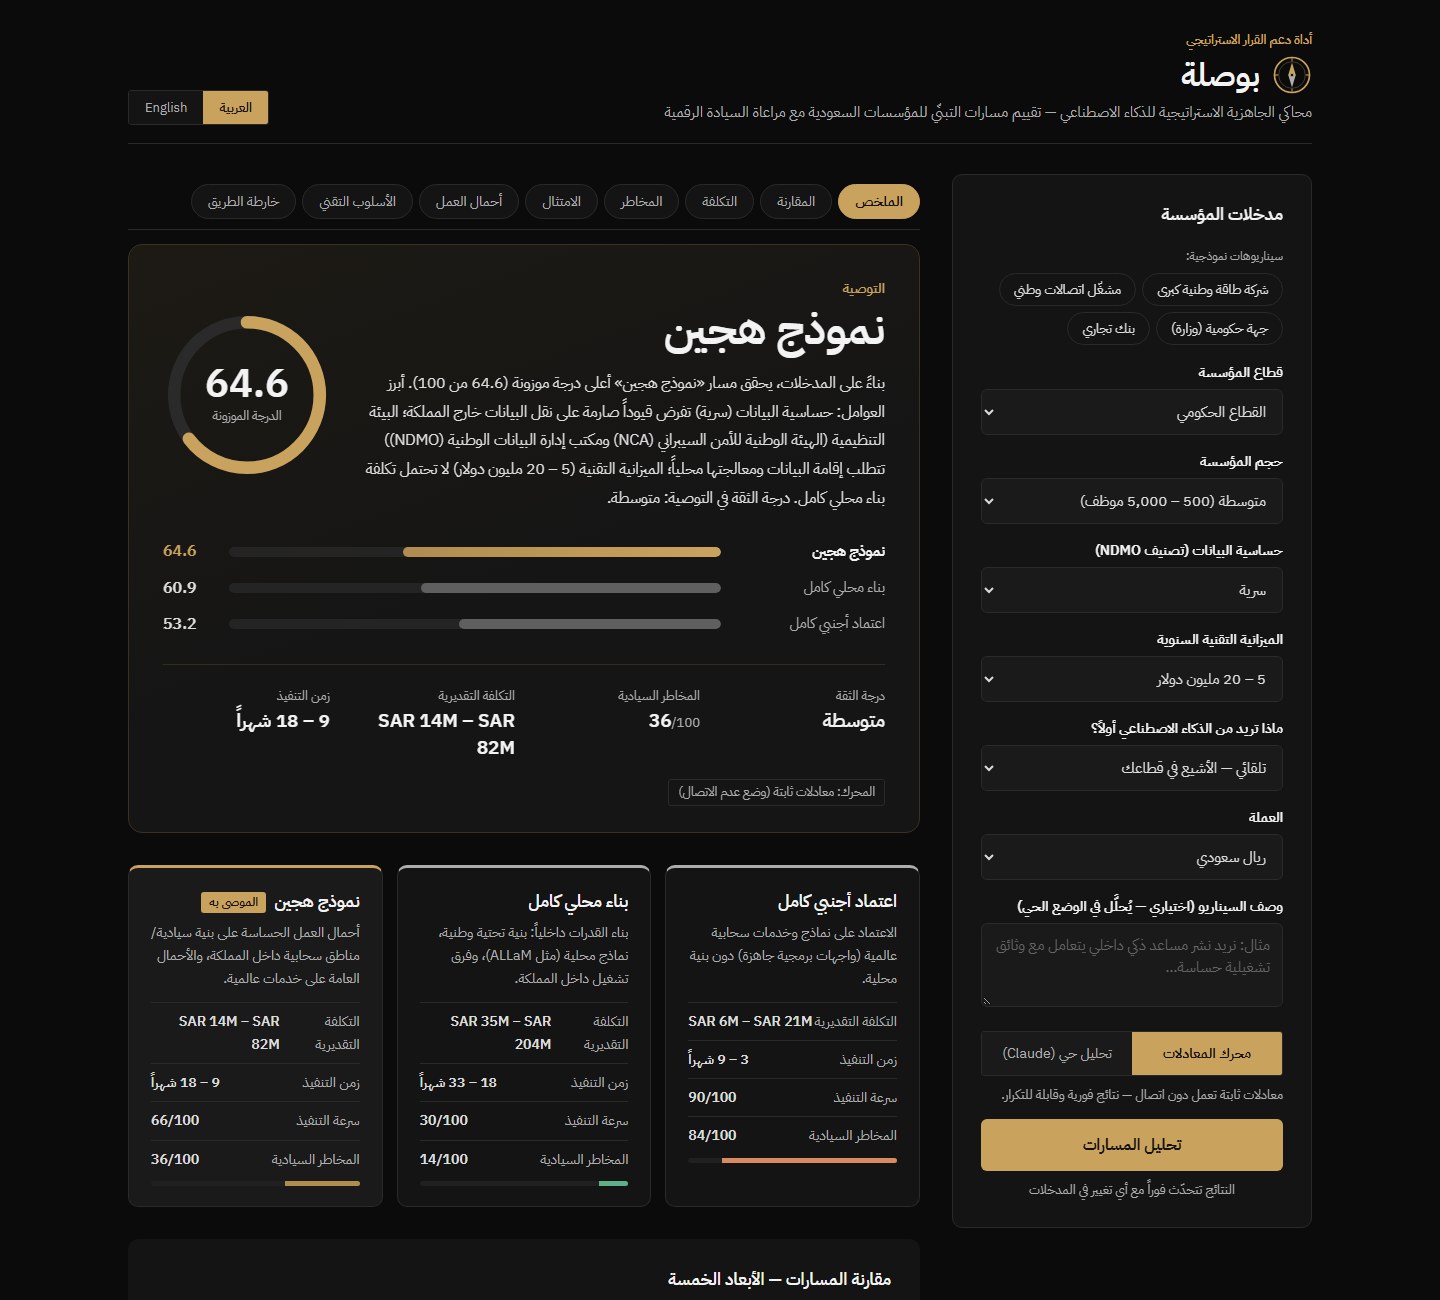 أداة دعم القرار الاستراتيجي
بوصلة
محاكي الجاهزية الاستراتيجية للذكاء الاصطناعي — تقييم مسارات التبنّي للمؤسسات السعودية مع مراعاة السيادة الرقمية
العربية
English
مدخلات المؤسسة
سيناريوهات نموذجية:
شركة طاقة وطنية كبرى
مشغّل اتصالات وطني
جهة حكومية (وزارة)
بنك تجاري
قطاع المؤسسة
القطاع الحكومي
حجم المؤسسة
متوسطة (500 – 5,000 موظف)
حساسية البيانات (تصنيف NDMO)
سرية
الميزانية التقنية السنوية
5 – 20 مليون دولار
ماذا تريد من الذكاء الاصطناعي أولاً؟
تلقائي — الأشيع في قطاعك
العملة
ريال سعودي
وصف السيناريو (اختياري — يُحلَّل في الوضع الحي)
مثال: نريد نشر مساعد ذكي داخلي يتعامل مع وثائق
تشغيلية حساسة...
محرك المعادلات
تحليل حي (Claude)
معادلات ثابتة تعمل دون اتصال — نتائج فورية وقابلة للتكرار.
تحليل المسارات
النتائج تتحدّث فوراً مع أي تغيير في المدخلات
الملخص
المقارنة
التكلفة
المخاطر
الامتثال
أحمال العمل
الأسلوب التقني
خارطة الطريق
التوصية
نموذج هجين
بناءً على المدخلات، يحقق مسار «نموذج هجين» أعلى درجة موزونة (64.6 من 100). أبرز
العوامل: حساسية البيانات (سرية) تفرض قيوداً صارمة على نقل البيانات خارج المملكة؛ البيئة
التنظيمية (الهيئة الوطنية للأمن السيبراني (NCA) ومكتب إدارة البيانات الوطنية (NDMO))
تتطلب إقامة البيانات ومعالجتها محلياً؛ الميزانية التقنية (5 – 20 مليون دولار) لا تحتمل تكلفة
بناء محلي كامل. درجة الثقة في التوصية: متوسطة.
64.6
الدرجة الموزونة
نموذج هجين 64.6
بناء محلي كامل 60.9
اعتماد أجنبي كامل 53.2
درجة الثقة
متوسطة
المخاطر السيادية
36/100
التكلفة التقديرية
SAR 14M – SAR
82M
زمن التنفيذ
9 – 18 شهراً
المحرك: معادلات ثابتة (وضع عدم الاتصال)
اعتماد أجنبي كامل
الاعتماد على نماذج وخدمات سحابية
عالمية (واجهات برمجية جاهزة) دون بنية
محلية.
التكلفة التقديرية SAR 6M – SAR 21M
زمن التنفيذ 3 – 9 شهراً
سرعة التنفيذ 90/100
المخاطر السيادية 84/100
بناء محلي كامل
بناء القدرات داخلياً: بنية تحتية وطنية،
نماذج محلية (مثل ALLaM)، وفرق
تشغيل داخل المملكة.
التكلفة SAR 35M – SAR
التقديرية 204M
زمن التنفيذ 18 – 33 شهراً
سرعة التنفيذ 30/100
المخاطر السيادية 14/100
نموذج هجين الموصى به
أحمال العمل الحساسة على بنية سيادية/
مناطق سحابية داخل المملكة، والأحمال
العامة على خدمات عالمية.
التكلفة SAR 14M – SAR
التقديرية 82M
زمن التنفيذ 9 – 18 شهراً
سرعة التنفيذ 66/100
المخاطر السيادية 36/100
مقارنة المسارات — الأبعاد الخمسة